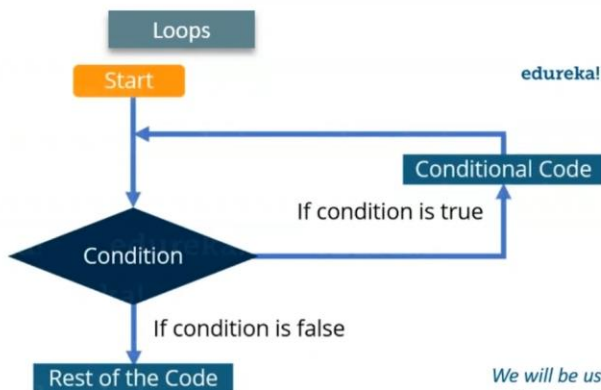 Loops
Start
edureka!
Conditional Code
If condition is true
Condition
If condition is false
Rest of the Code
We will be us